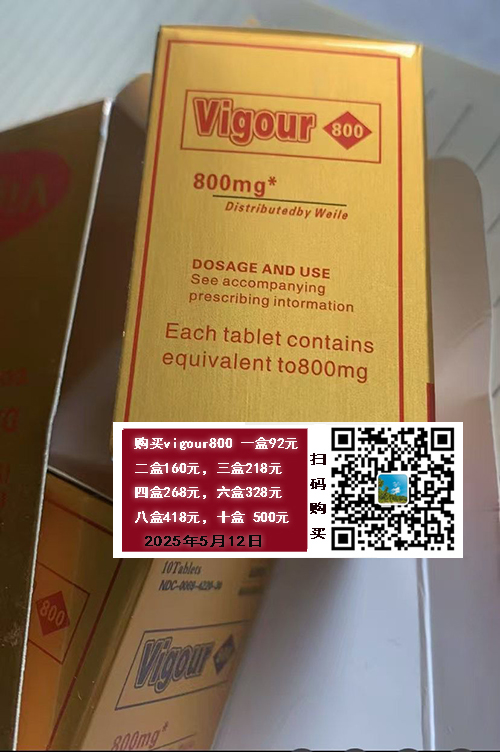 Vigour 800
800mg*
Distributedby Weile
DOSAGE AND USE
See accompanying
prescribing intormation
Each tablet contains
equivalent to800mg
购买vigour800 一盒92元
二盒160元，三盒218元
四盒268元，六盒328元
八盒418元，十盒 500元
2025年5月12日
扫码购买
10Tablets
Vigour
800mg*
800